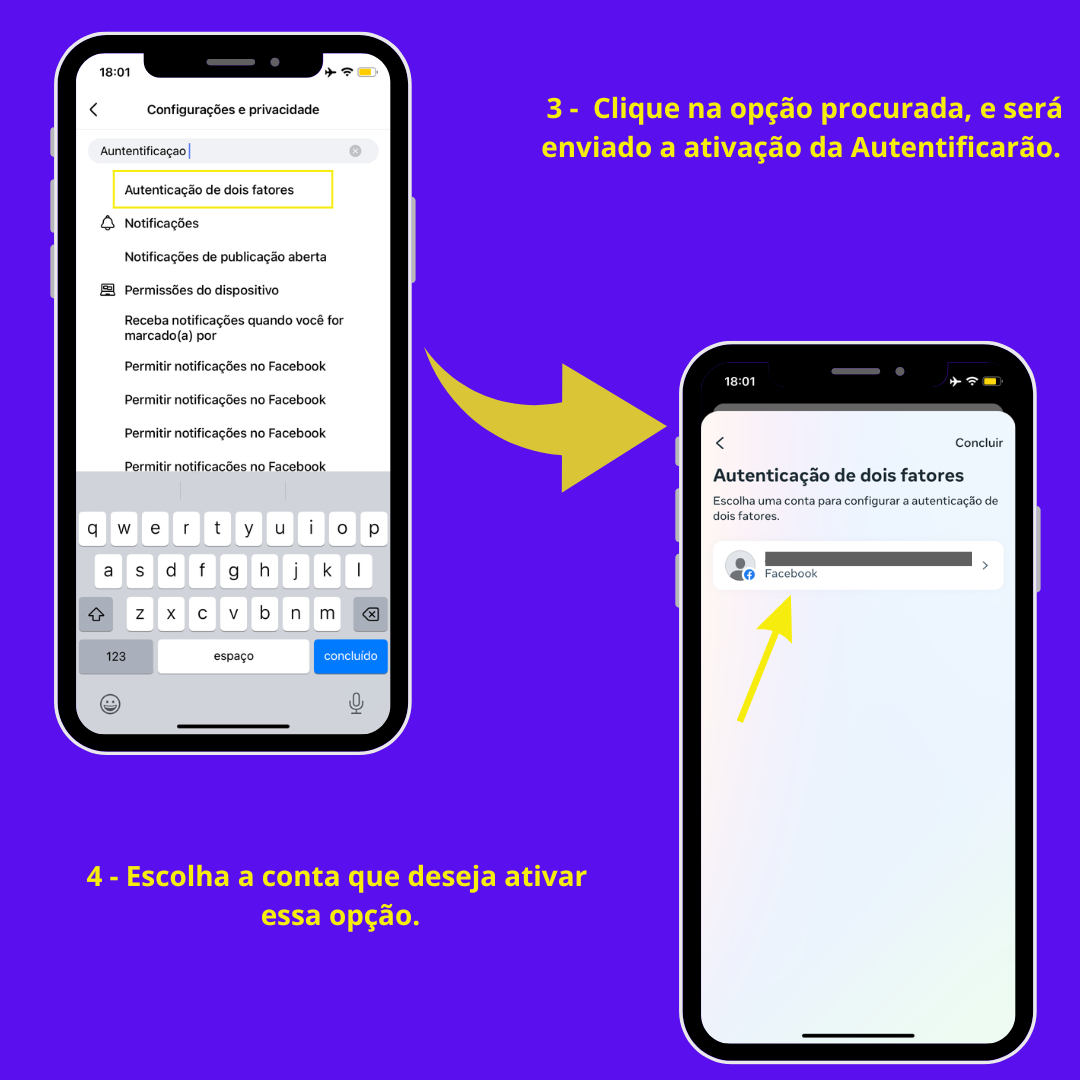 18:01
Configurações e privacidade
Auntentificaçao
Autenticação de dois fatores
Notificações
Notificações de publicação aberta
Permissões do dispositivo
Receba notificações quando você for
marcado(a) por
Permitir notificações no Facebook
Permitir notificações no Facebook
Permitir notificações no Facebook
Permitir notificações no Facebook
q w e r t y u i o p
a s d f g h j k l
z x c v b n m
123 espaço concluído
3 - Clique na opção procurada, e será
enviado a ativação da Autentificarão.
18:01
Concluir
Autenticação de dois fatores
Escolha uma conta para configurar a autenticação de
dois fatores.
Facebook
4 - Escolha a conta que deseja ativar
essa opção.